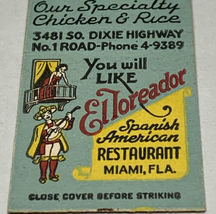 Our Specialty
Chicken & Rice
3481 SO. DIXIE HIGHWAY
No.1 ROAD-Phone 4-9389
You will
LIKE
El Toreador
Spanish
American
RESTAURANT
MIAMI, FLA.
CLOSE COVER BEFORE STRIKING